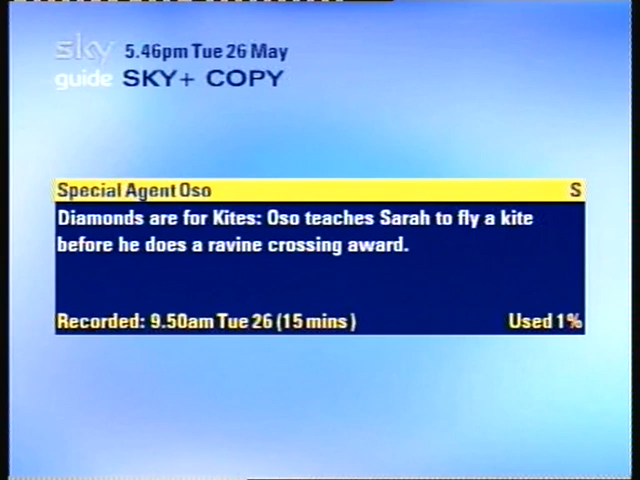 sky 5.46pm Tue 26 May
guide SKY+ COPY
Special Agent Oso S
Diamonds are for Kites: Oso teaches Sarah to fly a kite
before he does a ravine crossing award.
Recorded: 9.50am Tue 26 (15 mins) Used 1%